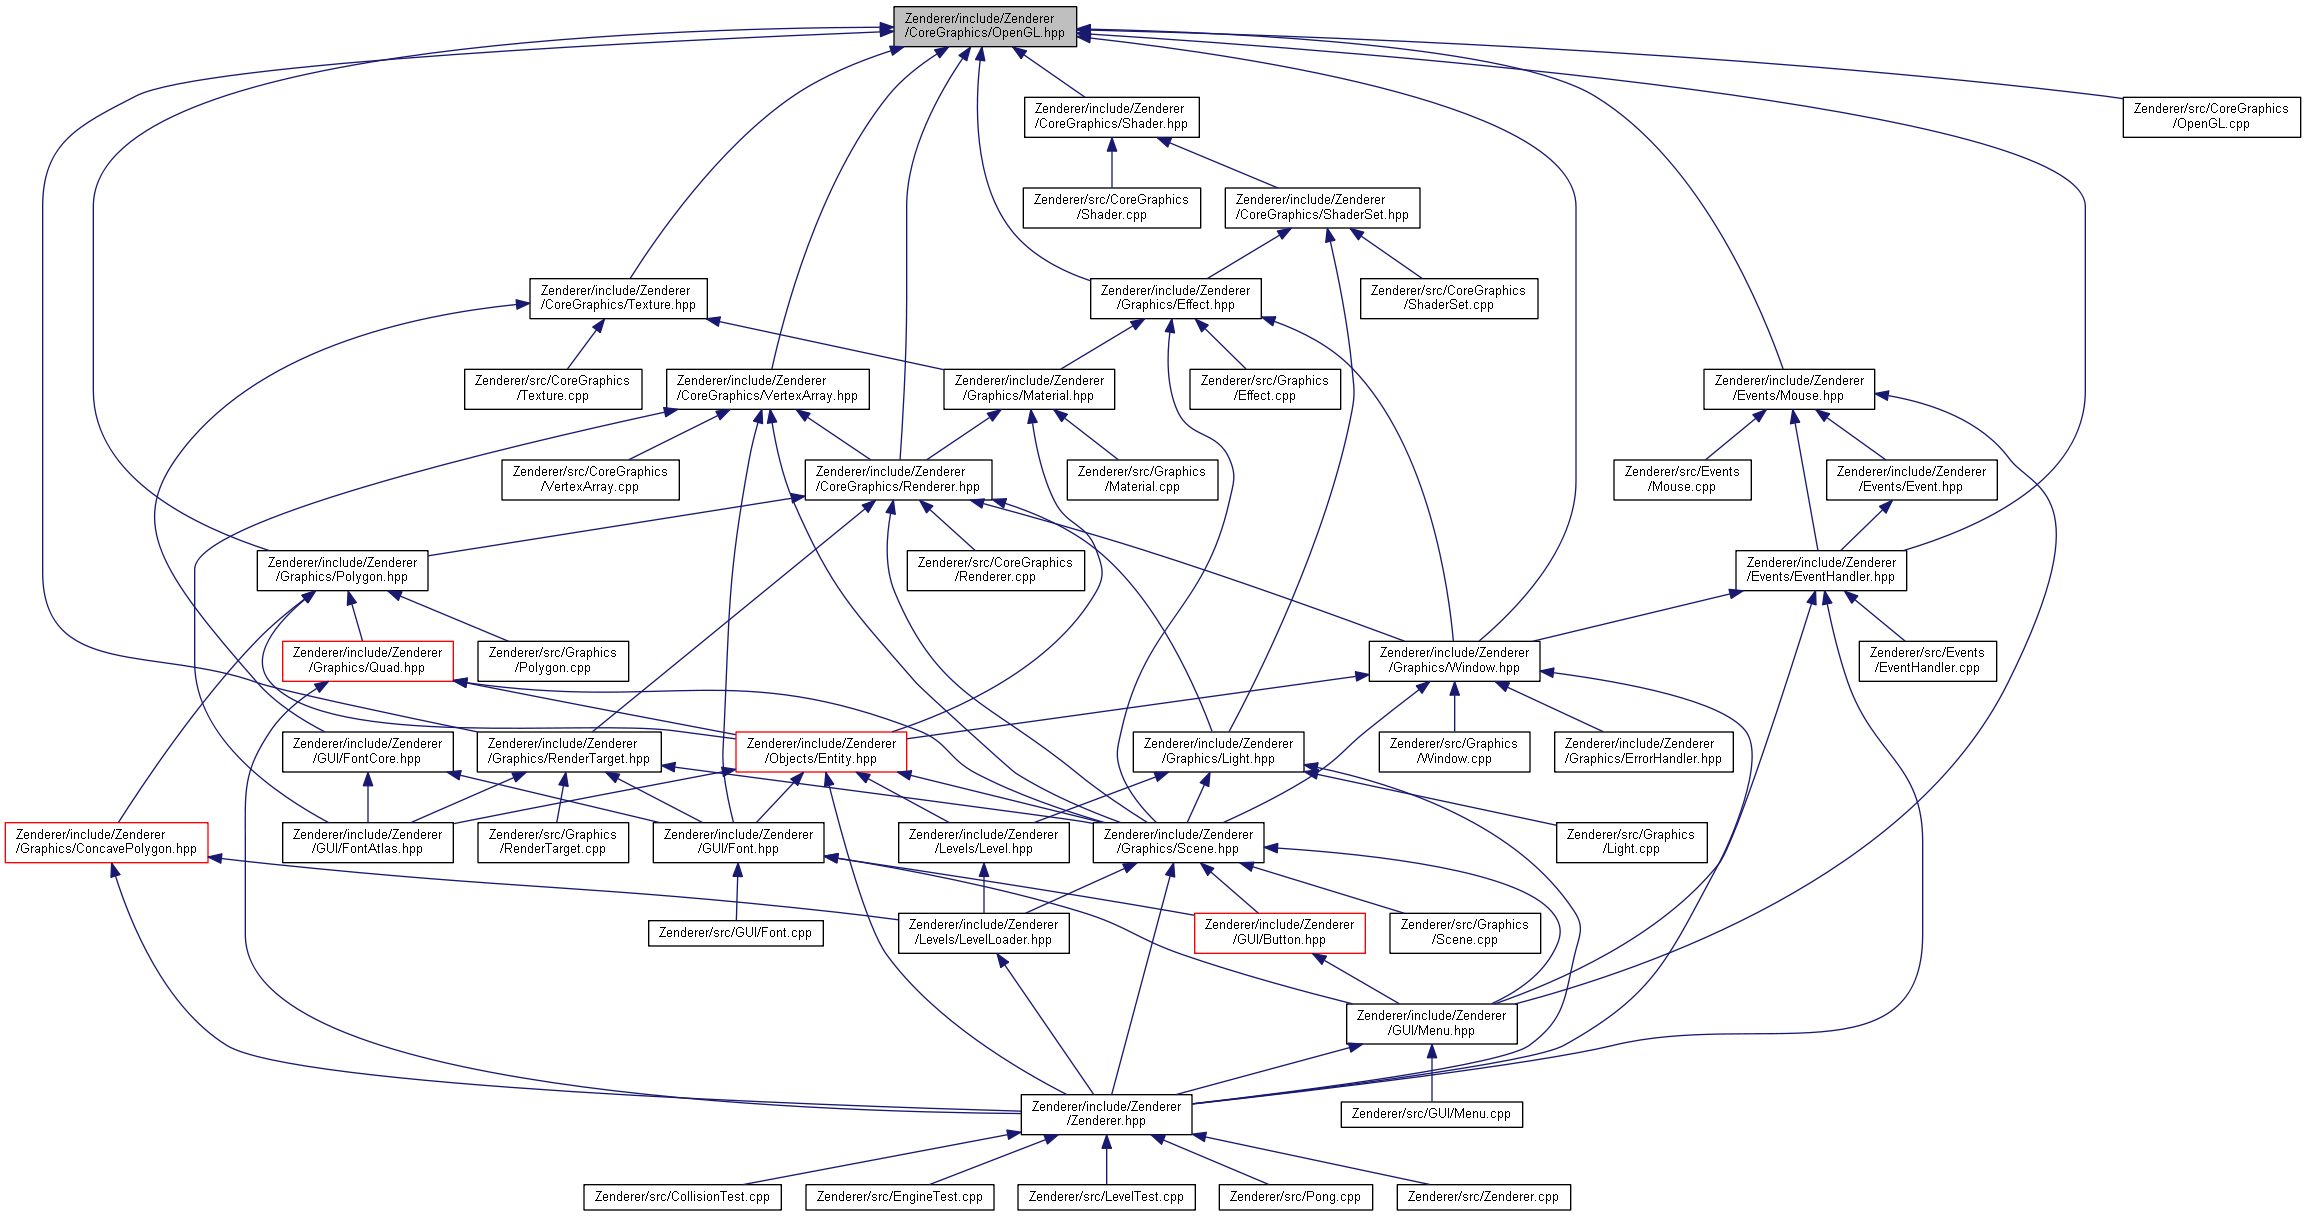 Zenderer/include/Zenderer
/CoreGraphics/OpenGL.hpp
Zenderer/include/Zenderer
/CoreGraphics/Shader.hpp
Zenderer/src/CoreGraphics
/OpenGL.cpp
Zenderer/src/CoreGraphics
/Shader.cpp
Zenderer/include/Zenderer
/CoreGraphics/ShaderSet.hpp
Zenderer/include/Zenderer
/CoreGraphics/Texture.hpp
Zenderer/include/Zenderer
/Graphics/Effect.hpp
Zenderer/src/CoreGraphics
/ShaderSet.cpp
Zenderer/src/CoreGraphics
/Texture.cpp
Zenderer/include/Zenderer
/CoreGraphics/VertexArray.hpp
Zenderer/include/Zenderer
/Graphics/Material.hpp
Zenderer/src/Graphics
/Effect.cpp
Zenderer/include/Zenderer
/Events/Mouse.hpp
Zenderer/src/CoreGraphics
/VertexArray.cpp
Zenderer/include/Zenderer
/CoreGraphics/Renderer.hpp
Zenderer/src/Graphics
/Material.cpp
Zenderer/src/Events
/Mouse.cpp
Zenderer/include/Zenderer
/Events/Event.hpp
Zenderer/include/Zenderer
/Graphics/Polygon.hpp
Zenderer/src/CoreGraphics
/Renderer.cpp
Zenderer/include/Zenderer
/Events/EventHandler.hpp
Zenderer/include/Zenderer
/Graphics/Quad.hpp
Zenderer/src/Graphics
/Polygon.cpp
Zenderer/include/Zenderer
/Graphics/Window.hpp
Zenderer/src/Events
/EventHandler.cpp
Zenderer/include/Zenderer
/GUI/FontCore.hpp
Zenderer/include/Zenderer
/Graphics/RenderTarget.hpp
Zenderer/include/Zenderer
/Objects/Entity.hpp
Zenderer/include/Zenderer
/Graphics/Light.hpp
Zenderer/src/Graphics
/Window.cpp
Zenderer/include/Zenderer
/Graphics/ErrorHandler.hpp
Zenderer/include/Zenderer
/Graphics/ConcavePolygon.hpp
Zenderer/include/Zenderer
/GUI/FontAtlas.hpp
Zenderer/src/Graphics
/RenderTarget.cpp
Zenderer/include/Zenderer
/GUI/Font.hpp
Zenderer/include/Zenderer
/Levels/Level.hpp
Zenderer/include/Zenderer
/Graphics/Scene.hpp
Zenderer/src/Graphics
/Light.cpp
Zenderer/src/GUI/Font.cpp
Zenderer/include/Zenderer
/Levels/LevelLoader.hpp
Zenderer/include/Zenderer
/GUI/Button.hpp
Zenderer/src/Graphics
/Scene.cpp
Zenderer/include/Zenderer
/GUI/Menu.hpp
Zenderer/include/Zenderer
/Zenderer.hpp
Zenderer/src/GUI/Menu.cpp
Zenderer/src/CollisionTest.cpp
Zenderer/src/EngineTest.cpp
Zenderer/src/LevelTest.cpp
Zenderer/src/Pong.cpp
Zenderer/src/Zenderer.cpp